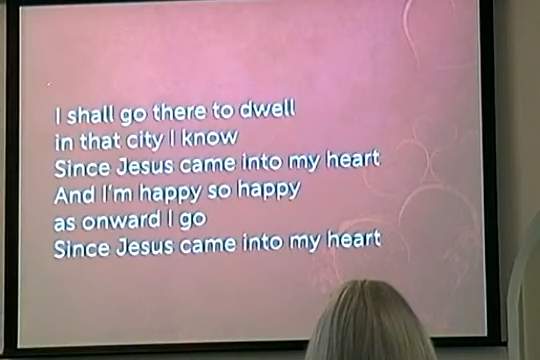 I shall go there to dwell
in that city I know
Since Jesus came into my heart
And I'm happy so happy
as onward I go
Since Jesus came into my heart